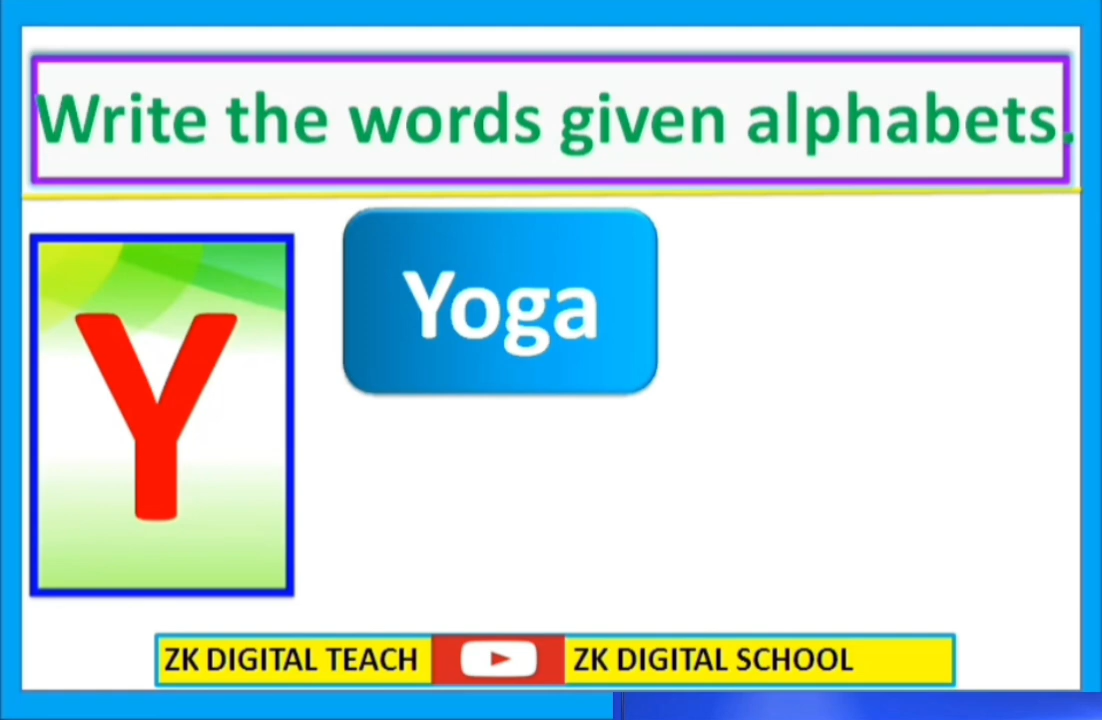 Write the words given alphabets.
Yoga
Y
ZK DIGITAL TEACH ZK DIGITAL SCHOOL